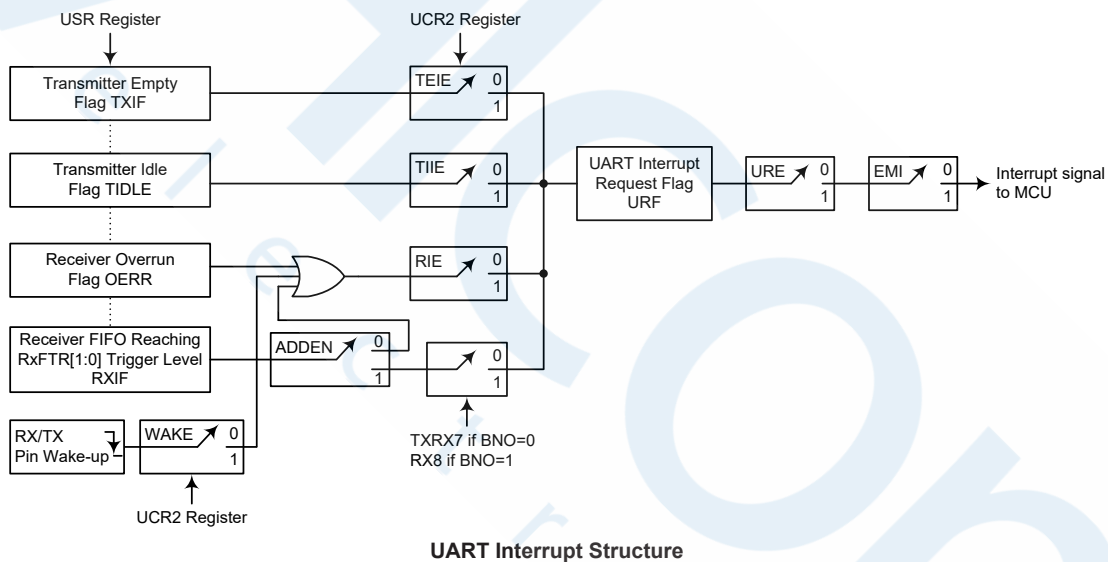 USR Register
UCR2 Register
Transmitter Empty
Flag TXIF
TEIE
0
1
Transmitter Idle
Flag TIDLE
TIIE
0
1
UART Interrupt
Request Flag
URF
URE
0
1
EMI
0
1
Interrupt signal
to MCU
Receiver Overrun
Flag OERR
RIE
0
1
Receiver FIFO Reaching
RxFTR[1:0] Trigger Level
RXIF
ADDEN
0
1
0
1
RX/TX
Pin Wake-up
WAKE
0
1
TXRX7 if BNO=0
RX8 if BNO=1
UCR2 Register
UART Interrupt Structure